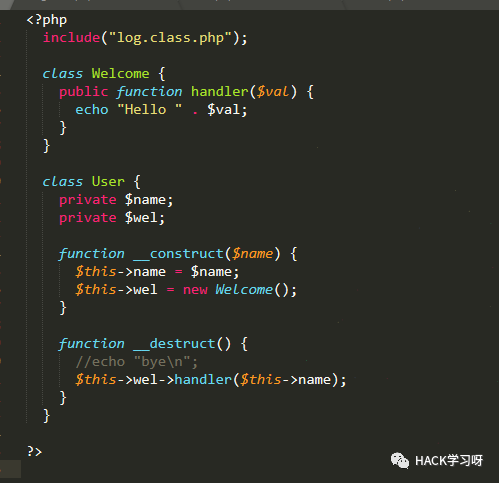 <?php
include("log.class.php");
class Welcome {
public function handler($val) {
echo "Hello " . $val;
}
}
class User {
private $name;
private $wel;
function __construct($name) {
$this->name = $name;
$this->wel = new Welcome();
}
function __destruct() {
//echo "bye\n";
$this->wel->handler($this->name);
}
}
?>
HACK学习呀